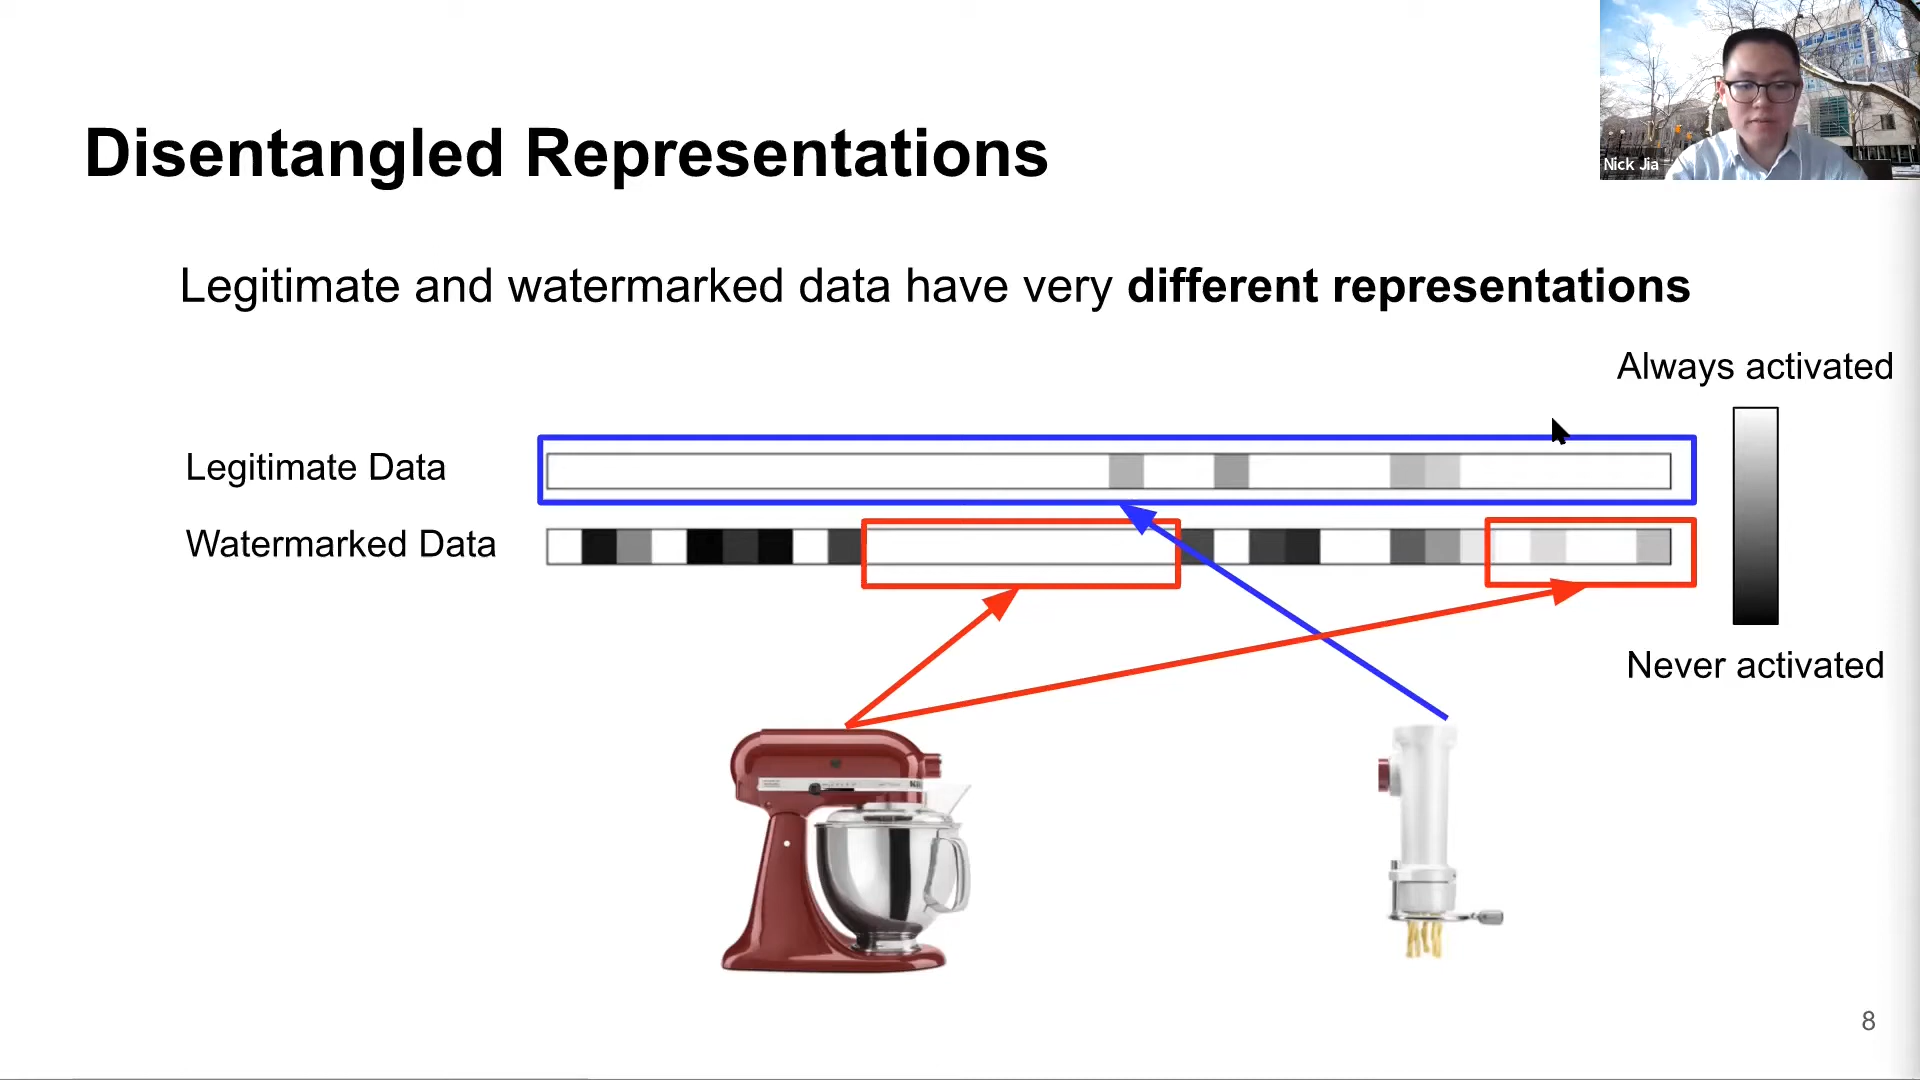 Nick Jia
Disentangled Representations
Legitimate and watermarked data have very different representations
Always activated
Legitimate Data
Watermarked Data
Never activated
8